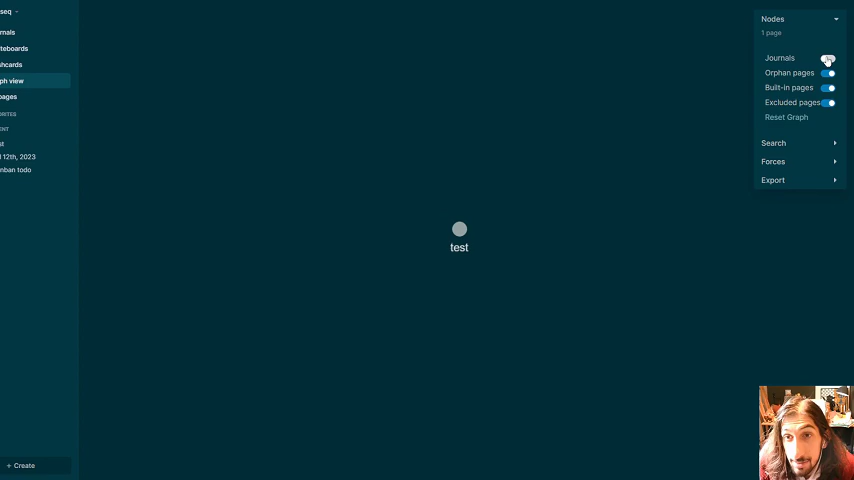 seq
rnals
teboards
hcards
ph view
pages
ORITES
ENT
st
l 12th, 2023
nban todo
+ Create
test
Nodes
1 page
Journals
Orphan pages
Built-in pages
Excluded pages
Reset Graph
Search
Forces
Export